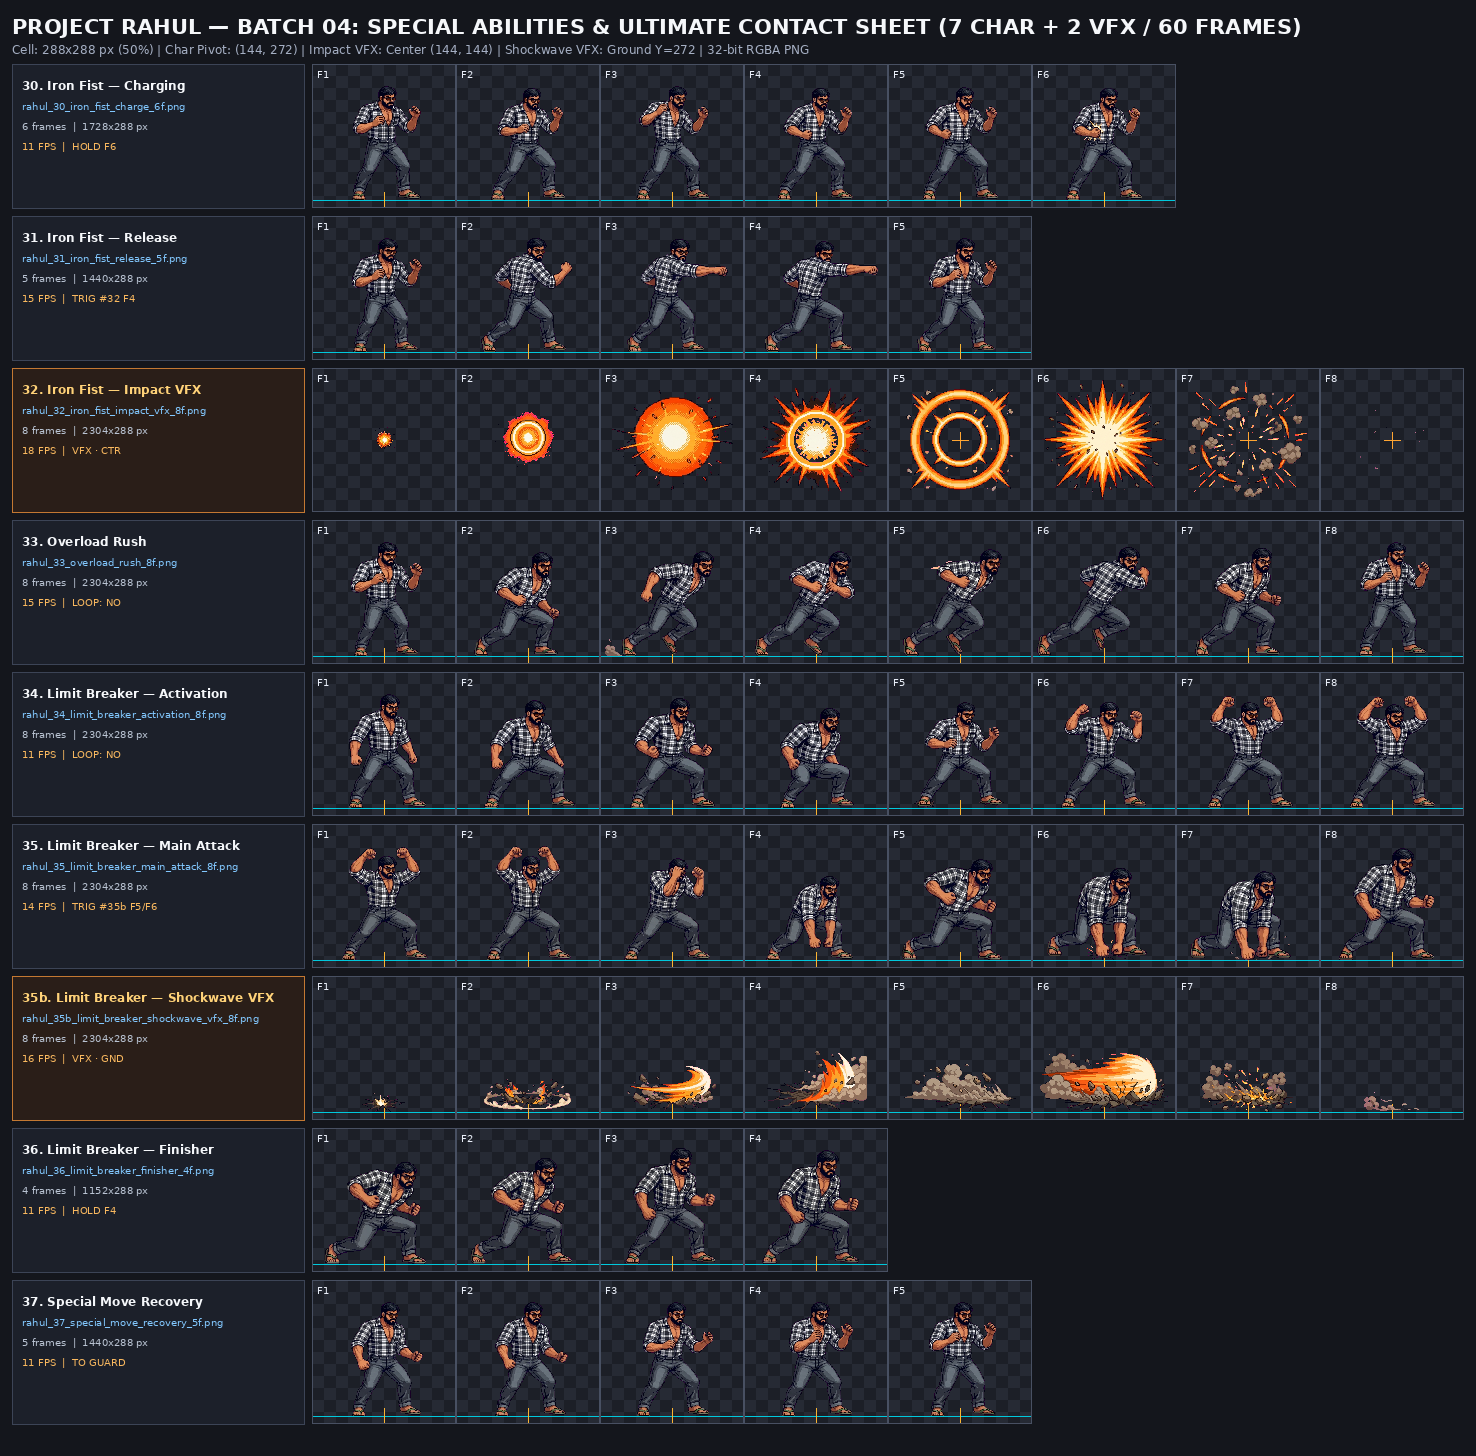 PROJECT RAHUL — BATCH 04: SPECIAL ABILITIES & ULTIMATE CONTACT SHEET (7 CHAR + 2 VFX / 60 FRAMES)
Cell: 288x288 px (50%) | Char Pivot: (144, 272) | Impact VFX: Center (144, 144) | Shockwave VFX: Ground Y=272 | 32-bit RGBA PNG
30. Iron Fist — Charging
rahul_30_iron_fist_charge_6f.png
6 frames | 1728x288 px
11 FPS | HOLD F6
F1 F2 F3 F4 F5 F6
31. Iron Fist — Release
rahul_31_iron_fist_release_5f.png
5 frames | 1440x288 px
15 FPS | TRIG #32 F4
F1 F2 F3 F4 F5
32. Iron Fist — Impact VFX
rahul_32_iron_fist_impact_vfx_8f.png
8 frames | 2304x288 px
18 FPS | VFX · CTR
F1 F2 F3 F4 F5 F6 F7 F8
33. Overload Rush
rahul_33_overload_rush_8f.png
8 frames | 2304x288 px
15 FPS | LOOP: NO
F1 F2 F3 F4 F5 F6 F7 F8
34. Limit Breaker — Activation
rahul_34_limit_breaker_activation_8f.png
8 frames | 2304x288 px
11 FPS | LOOP: NO
F1 F2 F3 F4 F5 F6 F7 F8
35. Limit Breaker — Main Attack
rahul_35_limit_breaker_main_attack_8f.png
8 frames | 2304x288 px
14 FPS | TRIG #35b F5/F6
F1 F2 F3 F4 F5 F6 F7 F8
35b. Limit Breaker — Shockwave VFX
rahul_35b_limit_breaker_shockwave_vfx_8f.png
8 frames | 2304x288 px
16 FPS | VFX · GND
F1 F2 F3 F4 F5 F6 F7 F8
36. Limit Breaker — Finisher
rahul_36_limit_breaker_finisher_4f.png
4 frames | 1152x288 px
11 FPS | HOLD F4
F1 F2 F3 F4
37. Special Move Recovery
rahul_37_special_move_recovery_5f.png
5 frames | 1440x288 px
11 FPS | TO GUARD
F1 F2 F3 F4 F5